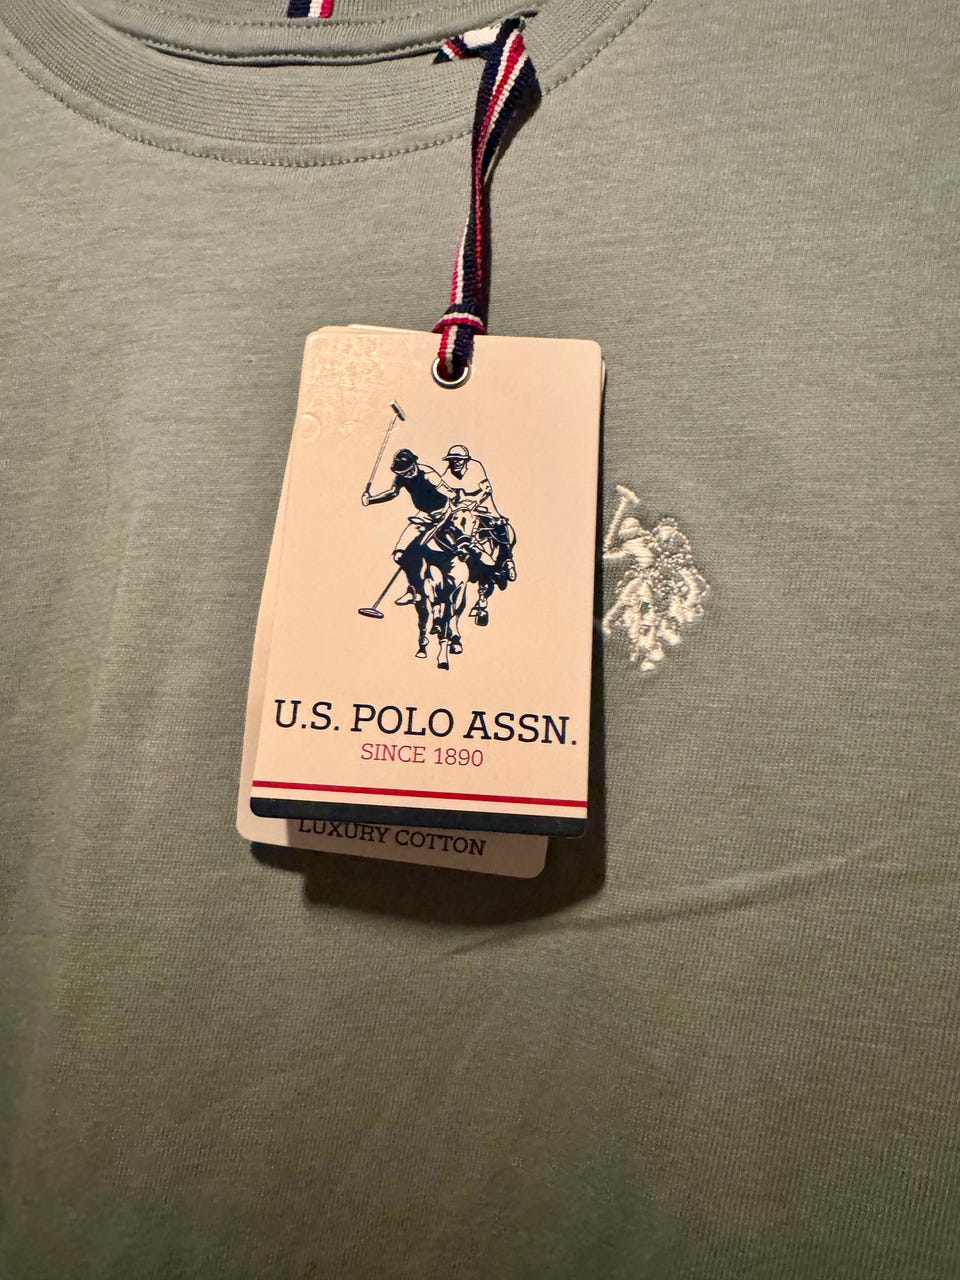 U.S. POLO ASSN.
SINCE 1890
LUXURY COTTON